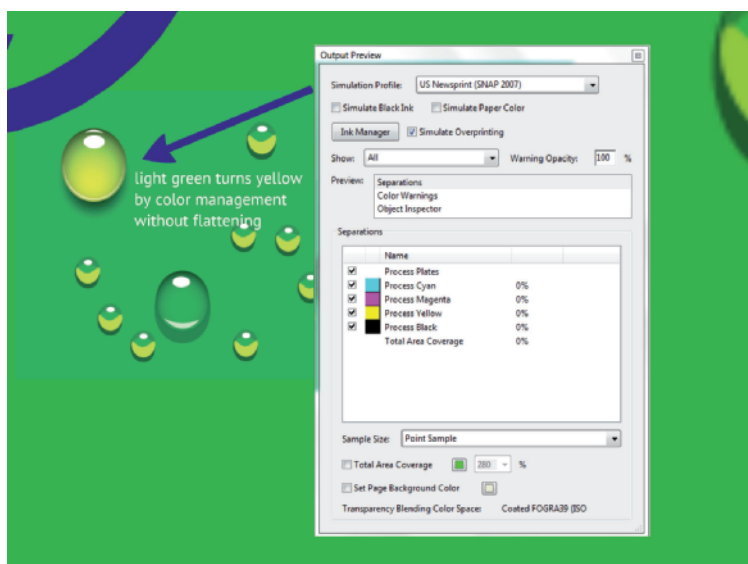 Output Preview
Simulation Profile: US Newsprint (SNAP 2007)
Simulate Black Ink Simulate Paper Color
Ink Manager Simulate Overprinting
Show: All Warning Opacity: 100 %
Preview: Separations
Color Warnings
Object Inspector
light green turns yellow
by color management
without flattening
Separations
Name
Process Plates
Process Cyan 0%
Process Magenta 0%
Process Yellow 0%
Process Black 0%
Total Area Coverage 0%
Sample Size: Point Sample
Total Area Coverage 280 %
Set Page Background Color
Transparency Blending Color Space: Coated FOGRA39 (ISO